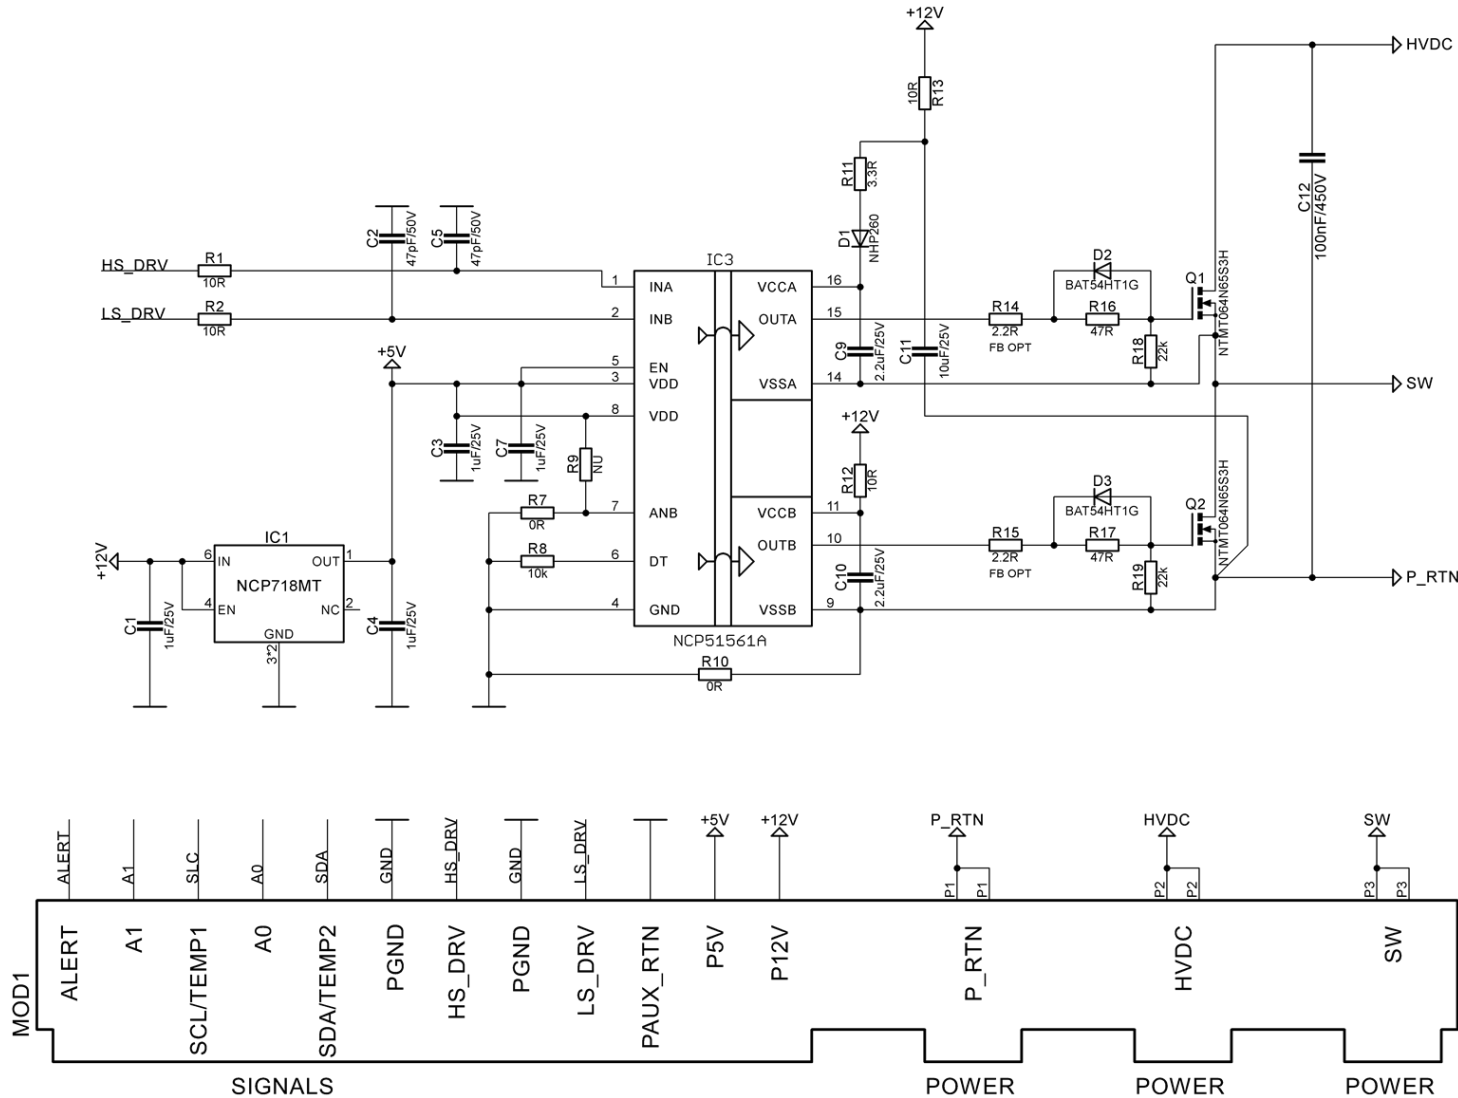 +12V
HVDC
10R
R13
R11
3.3R
C12
100nF/450V
C2
47pF/50V
C5
47pF/50V
D1
NHP260
HS_DRV
R1
10R
LS_DRV
R2
10R
IC3
1
INA
2
INB
5
EN
3
VDD
8
VDD
7
ANB
6
DT
4
GND
VCCA
16
OUTA
15
VSSA
14
VCCB
11
OUTB
10
VSSB
9
NCP51561A
D2
BAT54HT1G
R14
2.2R
FB OPT
R16
47R
R18
22k
Q1
NTMT064N65S3H
C9
2.2uF/25V
C11
10uF/25V
SW
+5V
C3
1uF/25V
C7
1uF/25V
R9
NU
R7
0R
R8
10k
+12V
R12
10R
D3
BAT54HT1G
R15
2.2R
FB OPT
R17
47R
R19
22k
Q2
NTMT064N65S3H
C10
2.2uF/25V
P_RTN
+12V
IC1
6
IN
OUT
1
NCP718MT
4
EN
NC
2
GND
3*2
C1
1uF/25V
C4
1uF/25V
R10
0R
ALERT
A1
SLC
A0
SDA
GND
HS_DRV
GND
LS_DRV
+5V
+12V
P_RTN
P1
P1
HVDC
P2
P2
SW
P3
P3
MOD1
ALERT
A1
SCL/TEMP1
A0
SDA/TEMP2
PGND
HS_DRV
PGND
LS_DRV
PAUX_RTN
P5V
P12V
P_RTN
HVDC
SW
SIGNALS
POWER
POWER
POWER